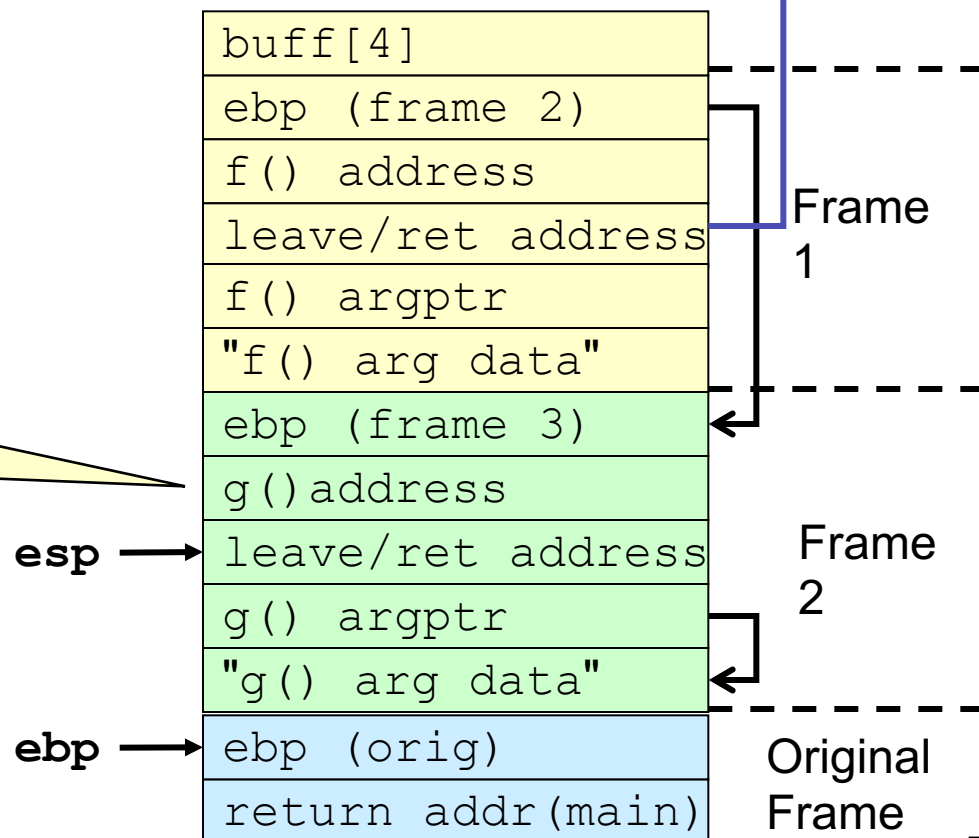 buff[4]
ebp (frame 2)
f() address
leave/ret address
f() argptr
"f() arg data"
ebp (frame 3)
g()address
leave/ret address
g() argptr
"g() arg data"
ebp (orig)
return addr(main)
Frame
1
Frame
2
Original
Frame
esp
ebp